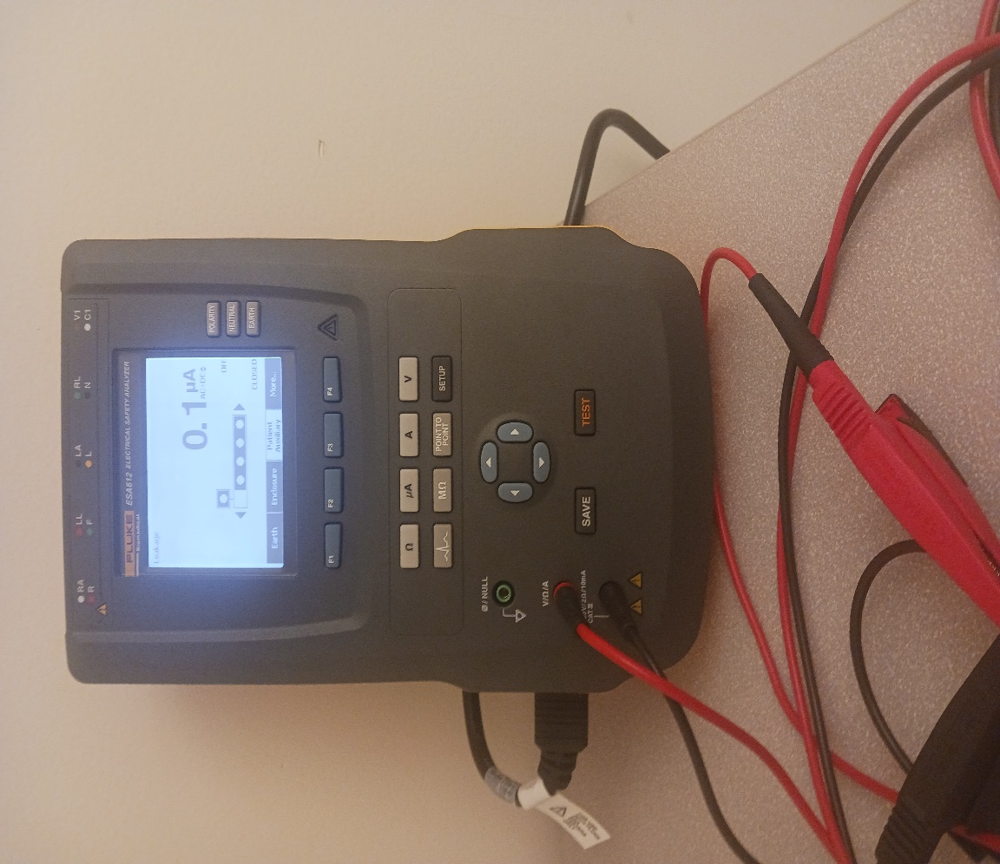 RA LL LA RL V1
R F L N C1
FLUKE
Biomedical
ESA612 ELECTRICAL SAFETY ANALYZER
Leakage
0.1 µA
AC+DC
OFF
CLOSED
Earth Enclosure Patient Auxiliary More...
POLARITY
NEUTRAL
EARTH
F1 F2 F3 F4
Ω µA A V
MΩ POINT TO POINT SETUP
SAVE TEST
Ø / NULL
V/Ω/A